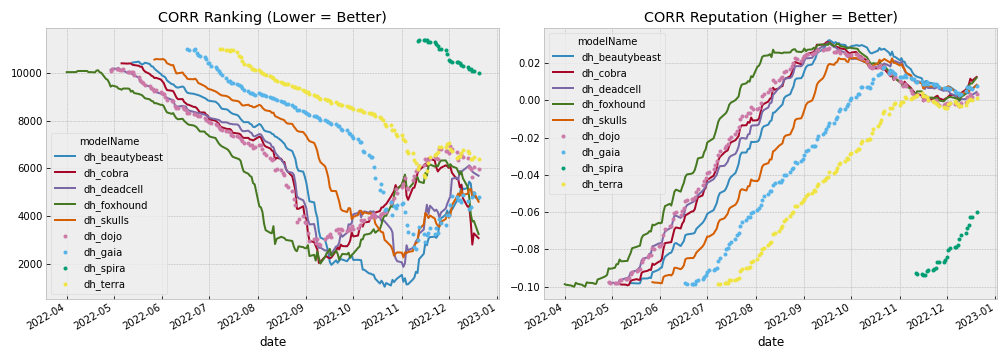 CORR Ranking (Lower = Better)
10000
8000
6000
4000
2000
modelName
dh_beautybeast
dh_cobra
dh_deadcell
dh_foxhound
dh_skulls
dh_dojo
dh_gaia
dh_spira
dh_terra
2022-04
2022-05
2022-06
2022-07
2022-08
2022-09
2022-10
2022-11
2022-12
2023-01
date
CORR Reputation (Higher = Better)
0.02
0.00
−0.02
−0.04
−0.06
−0.08
−0.10
modelName
dh_beautybeast
dh_cobra
dh_deadcell
dh_foxhound
dh_skulls
dh_dojo
dh_gaia
dh_spira
dh_terra
2022-04
2022-05
2022-06
2022-07
2022-08
2022-09
2022-10
2022-11
2022-12
2023-01
date